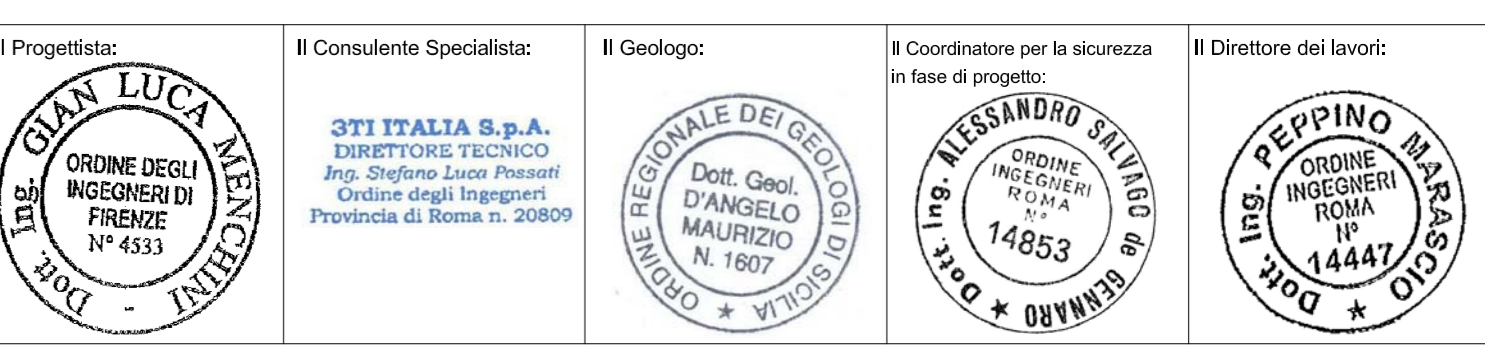 l Progettista:
Dott. Ing. GIAN LUCA MENCHINI -
ORDINE DEGLI
INGEGNERI DI
FIRENZE
N° 4533
Il Consulente Specialista:
3TI ITALIA S.p.A.
DIRETTORE TECNICO
Ing. Stefano Luca Possati
Ordine degli Ingegneri
Provincia di Roma n. 20809
Il Geologo:
ORDINE REGIONALE DEI GEOLOGI DI SICILIA ★
Dott. Geol.
D'ANGELO
MAURIZIO
N. 1607
Il Coordinatore per la sicurezza
in fase di progetto:
Dott. Ing. ALESSANDRO SALVAGO de GENNARO ★
ORDINE
INGEGNERI
ROMA
N°
14853
Il Direttore dei lavori:
Dott. Ing. PEPPINO MARASCIO ★
ORDINE
INGEGNERI
ROMA
N°
14447